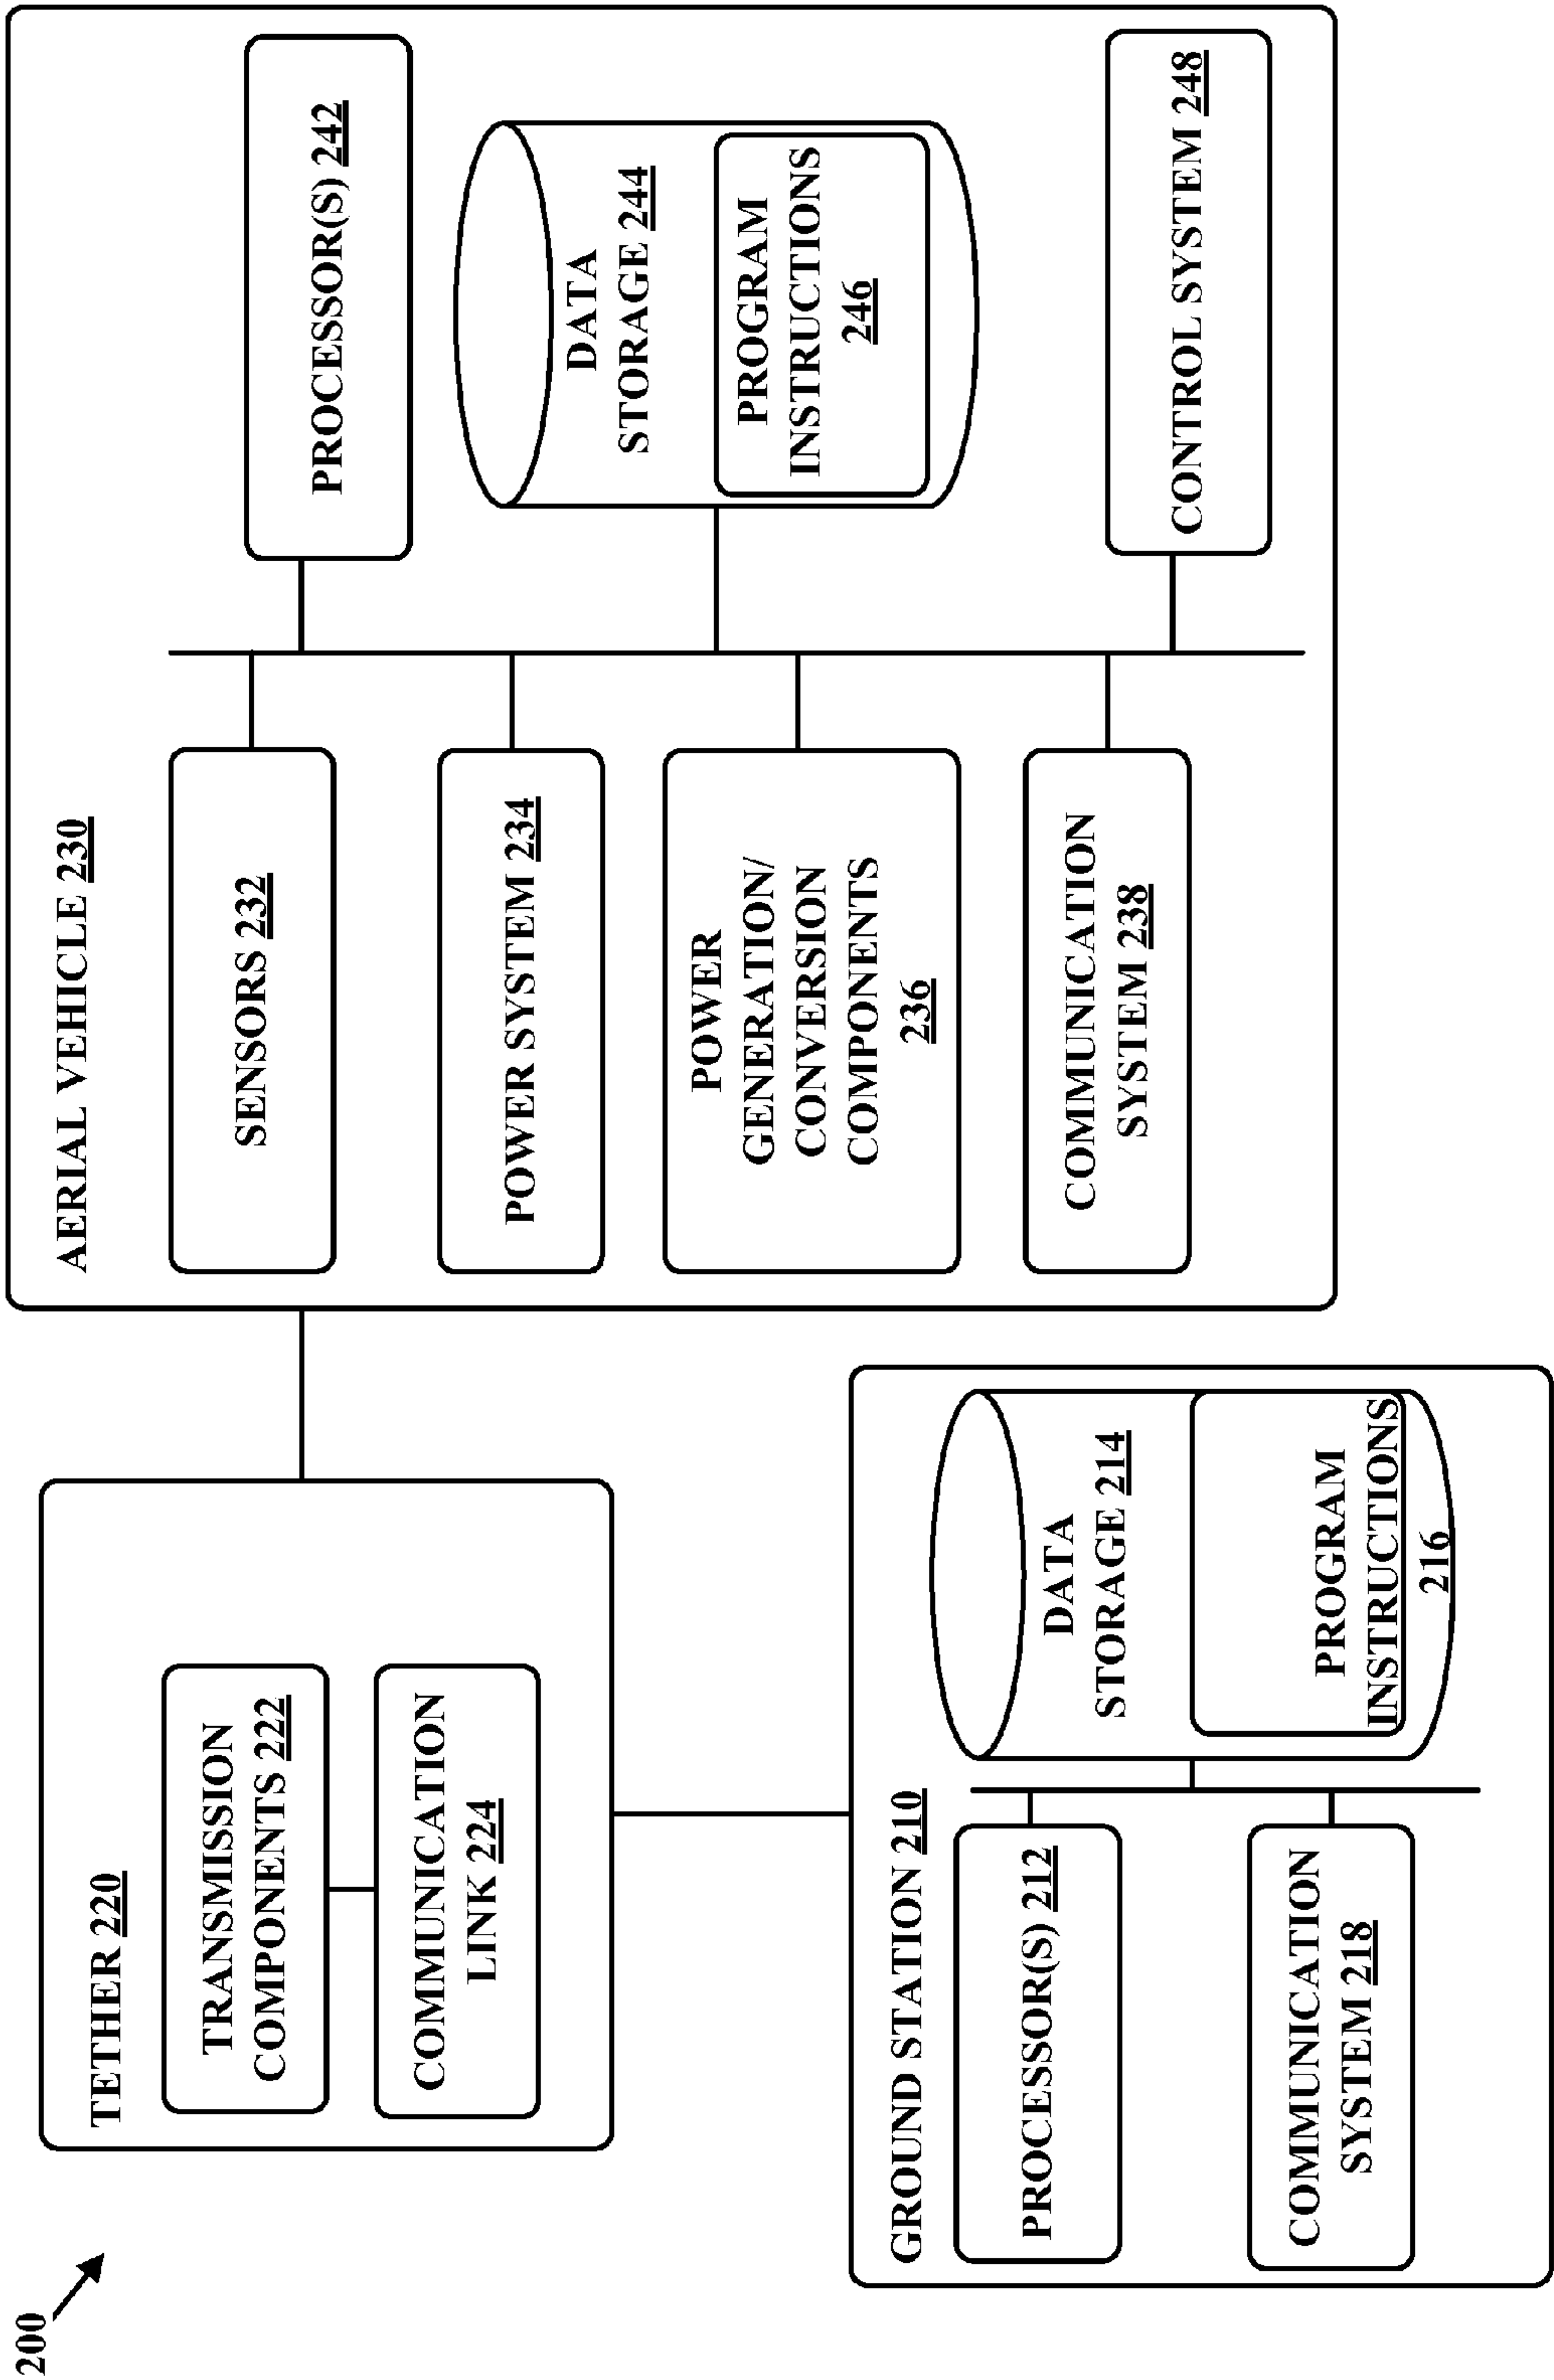 200
TETHER 220
TRANSMISSION
COMPONENTS 222
COMMUNICATION
LINK 224
GROUND STATION 210
PROCESSOR(S) 212
COMMUNICATION
SYSTEM 218
DATA
STORAGE 214
PROGRAM
INSTRUCTIONS
216
AERIAL VEHICLE 230
SENSORS 232
POWER SYSTEM 234
POWER
GENERATION/
CONVERSION
COMPONENTS
236
COMMUNICATION
SYSTEM 238
PROCESSOR(S) 242
DATA
STORAGE 244
PROGRAM
INSTRUCTIONS
246
CONTROL SYSTEM 248